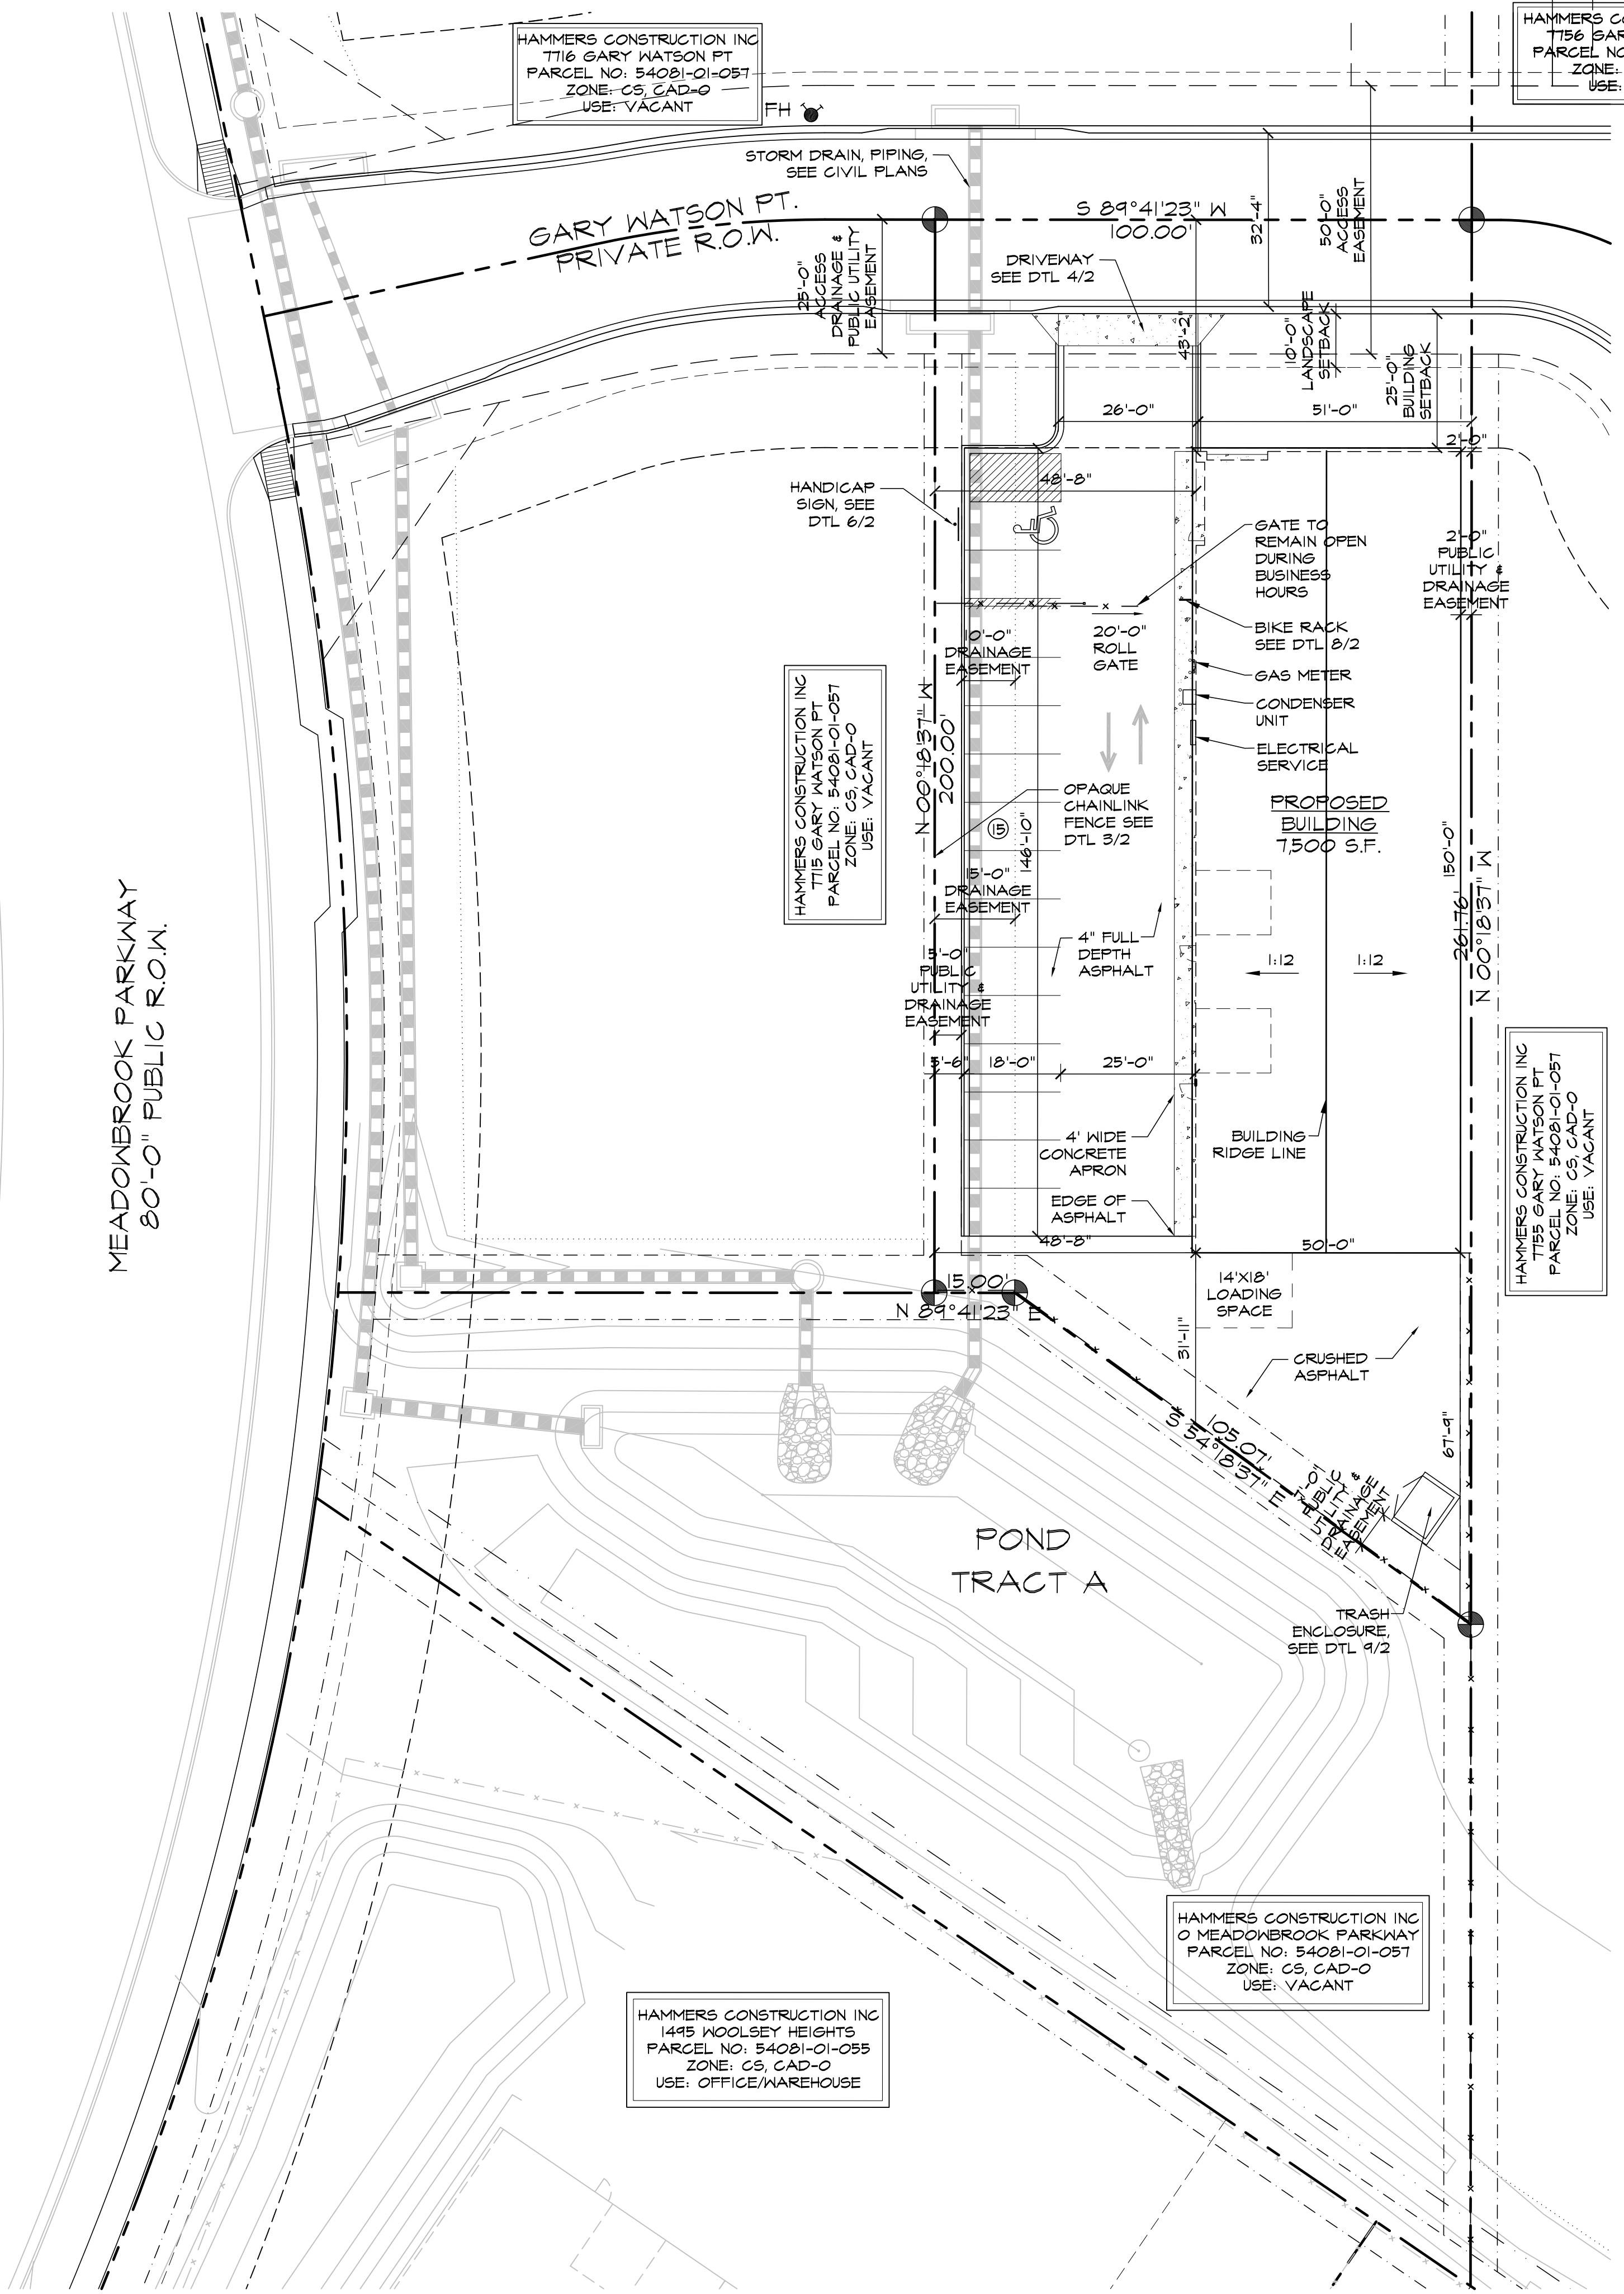 HAMMERS CONSTRUCTION INC
7716 GARY WATSON PT
PARCEL NO: 54081-01-057
ZONE: CS, CAD-O
USE: VACANT
HAMMERS CO
7756 GAR
PARCEL NO
ZONE:
USE:
FH
STORM DRAIN, PIPING,
SEE CIVIL PLANS
GARY WATSON PT.
PRIVATE R.O.W.
S 89°41'23" W
100.00'
32'-4"
50'-0"
ACCESS
EASEMENT
25'-0"
ACCESS
DRAINAGE &
PUBLIC UTILITY
EASEMENT
DRIVEWAY
SEE DTL 4/2
43'-2"
10'-0"
LANDSCAPE
SETBACK
25'-0"
BUILDING
SETBACK
26'-0"
51'-0"
2'-0"
48'-8"
HANDICAP
SIGN, SEE
DTL 6/2
GATE TO
REMAIN OPEN
DURING
BUSINESS
HOURS
2'-0"
PUBLIC
UTILITY &
DRAINAGE
EASEMENT
10'-0"
DRAINAGE
EASEMENT
20'-0"
ROLL
GATE
BIKE RACK
SEE DTL 8/2
GAS METER
CONDENSER
UNIT
ELECTRICAL
SERVICE
HAMMERS CONSTRUCTION INC
7715 GARY WATSON PT
PARCEL NO: 54081-01-057
ZONE: CS, CAD-O
USE: VACANT
N 00°18'37" W
200.00'
OPAQUE
CHAINLINK
FENCE SEE
DTL 3/2
15
146'-10"
PROPOSED
BUILDING
7,500 S.F.
150'-0"
261.76'
N 00°18'37" W
15'-0"
DRAINAGE
EASEMENT
4" FULL
DEPTH
ASPHALT
1:12
1:12
5'-0"
PUBLIC
UTILITY &
DRAINAGE
EASEMENT
MEADOWBROOK PARKWAY
80'-0" PUBLIC R.O.W.
5'-6"
18'-0"
25'-0"
4' WIDE
CONCRETE
APRON
BUILDING
RIDGE LINE
EDGE OF
ASPHALT
HAMMERS CONSTRUCTION INC
7755 GARY WATSON PT
PARCEL NO: 54081-01-057
ZONE: CS, CAD-O
USE: VACANT
48'-8"
50'-0"
15.00'
N 89°41'23" E
14'X18'
LOADING
SPACE
31'-11"
CRUSHED
ASPHALT
105.07'
S 54°18'37" E
67'-9"
PUBLIC
UTILITY &
DRAINAGE
EASEMENT
POND
TRACT A
TRASH
ENCLOSURE,
SEE DTL 9/2
HAMMERS CONSTRUCTION INC
0 MEADOWBROOK PARKWAY
PARCEL NO: 54081-01-057
ZONE: CS, CAD-O
USE: VACANT
HAMMERS CONSTRUCTION INC
1495 WOOLSEY HEIGHTS
PARCEL NO: 54081-01-055
ZONE: CS, CAD-O
USE: OFFICE/WAREHOUSE